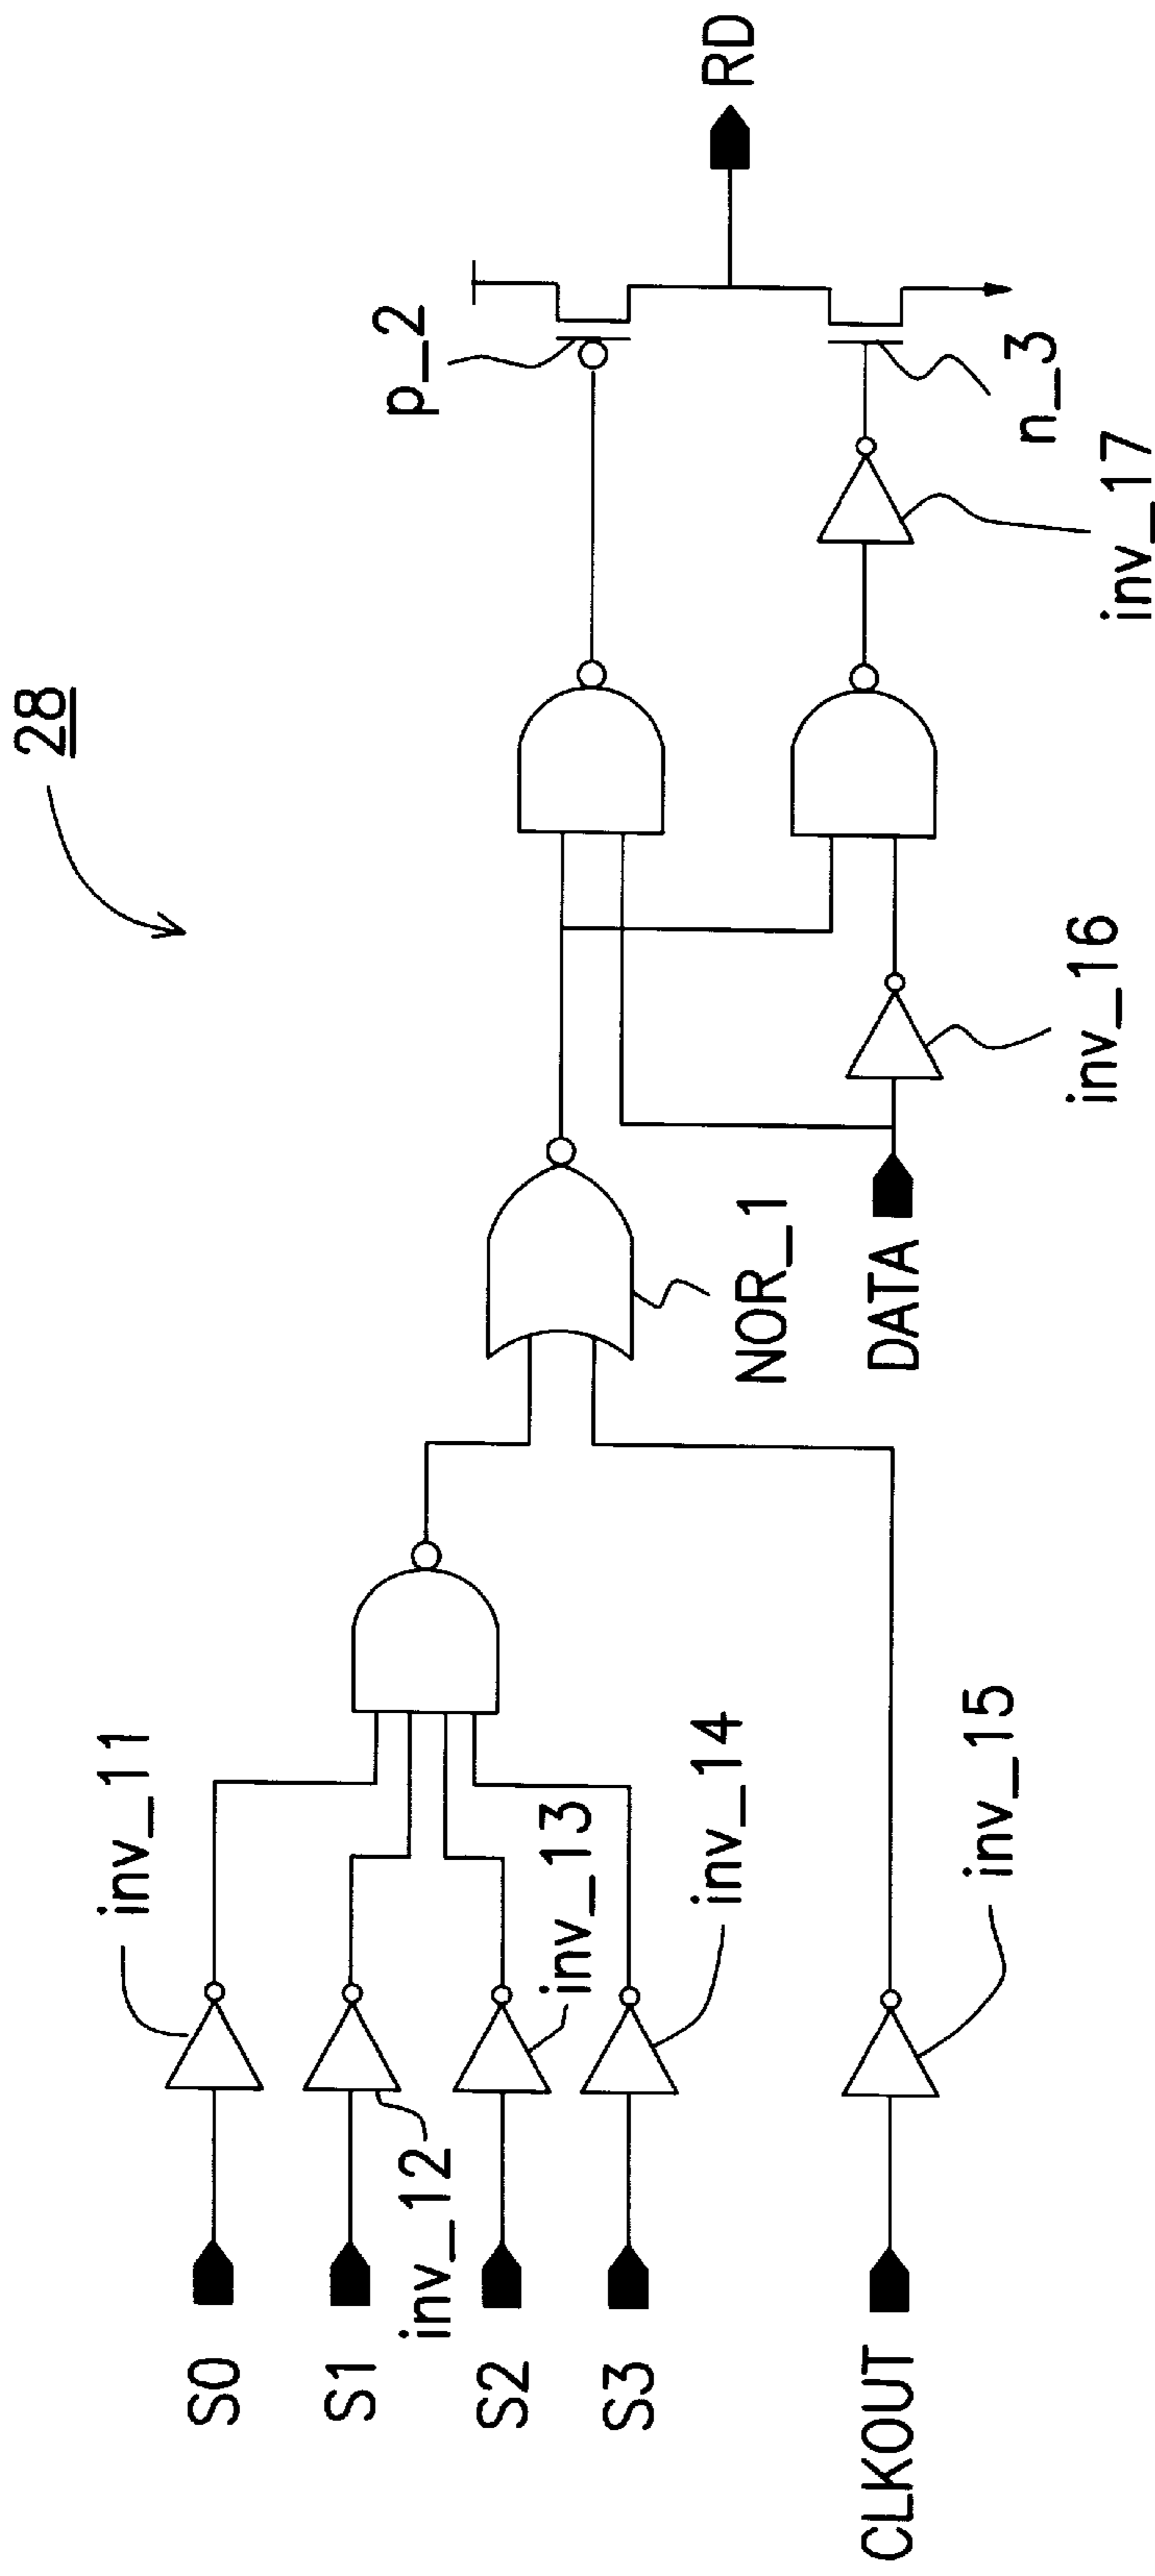 28
S0
inv_11
S1
inv_12
S2
inv_13
S3
inv_14
CLKOUT
inv_15
NOR_1
DATA
inv_16
inv_17
p_2
n_3
RD